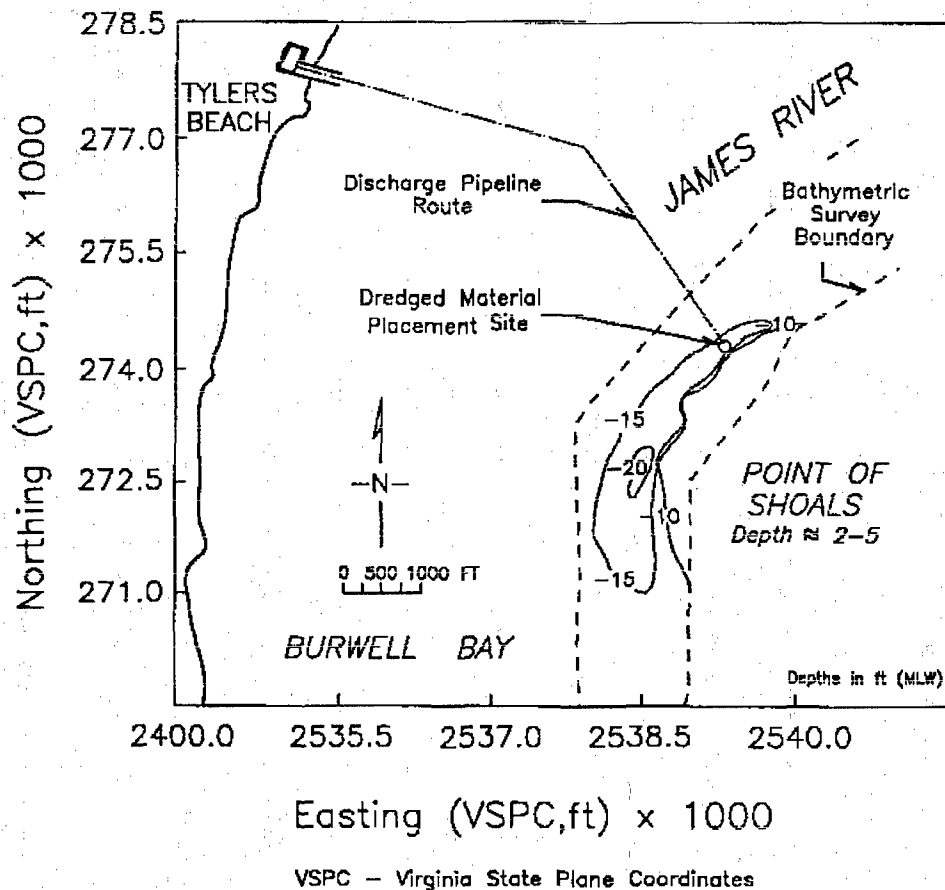 278.5
277.0
275.5
274.0
272.5
271.0
Northing (VSPC,ft) x 1000
TYLERS
BEACH
JAMES RIVER
Discharge Pipeline
Route
Bathymetric
Survey
Boundary
Dredged Material
Placement Site
-10
-15
-20
-10
-15
-N-
0 500 1000 FT
POINT OF
SHOALS
Depth ≈ 2-5
BURWELL BAY
Depths in ft (MLW)
2400.0 2535.5 2537.0 2538.5 2540.0
Easting (VSPC,ft) x 1000
VSPC - Virginia State Plane Coordinates